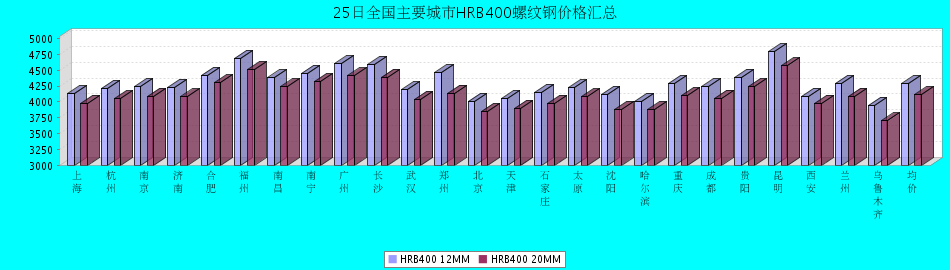 25日全国主要城市HRB400螺纹钢价格汇总
5000
4750
4500
4250
4000
3750
3500
3250
3000
上海
杭州
南京
济南
合肥
福州
南昌
南宁
广州
长沙
武汉
郑州
北京
天津
石家庄
太原
沈阳
哈尔滨
重庆
成都
贵阳
昆明
西安
兰州
乌鲁木齐
均价
HRB400 12MM HRB400 20MM